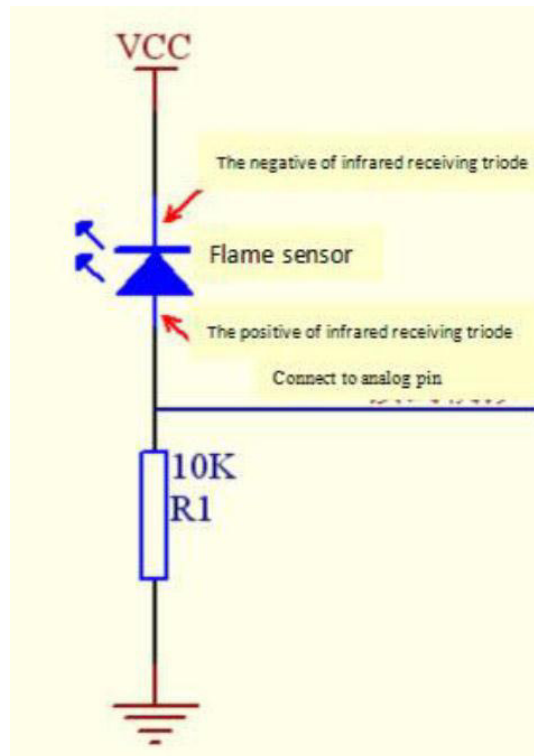 VCC
The negative of infrared receiving triode
Flame sensor
The positive of infrared receiving triode
Connect to analog pin
10K
R1